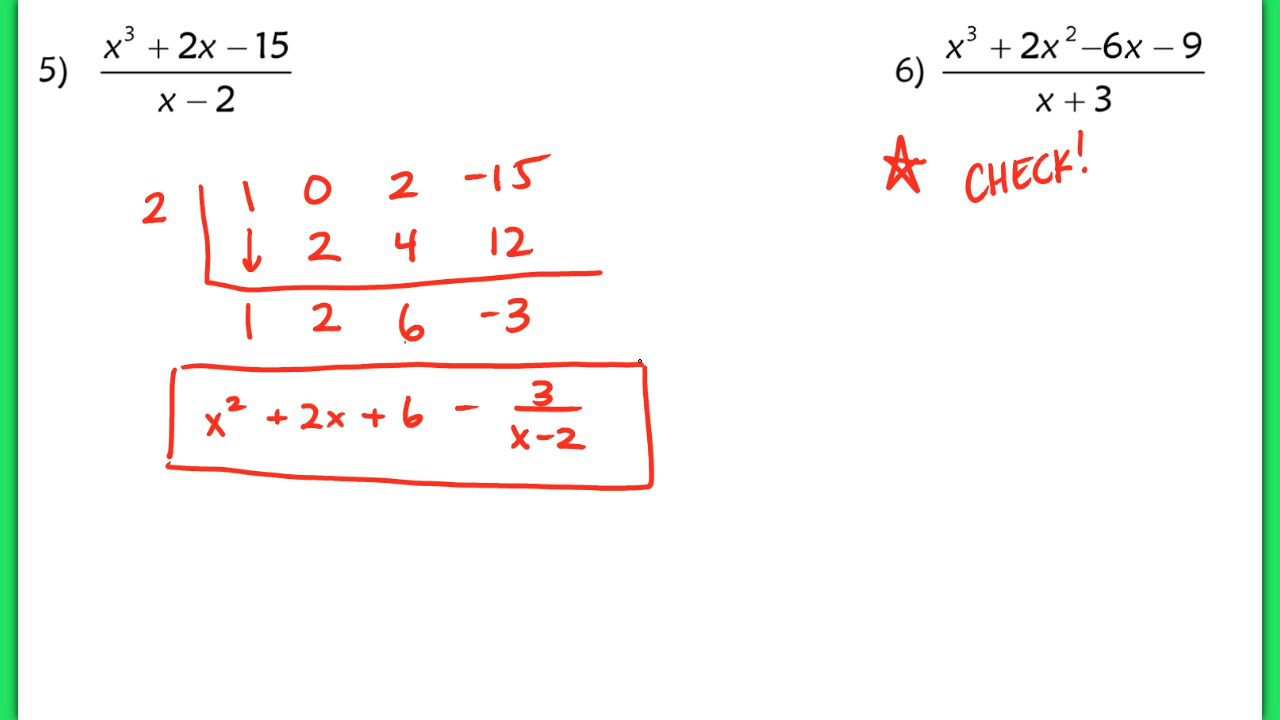 5) x³ + 2x – 15
x – 2
2 | 1 0 2 -15
↓ 2 4 12
1 2 6 -3
x² + 2x + 6 - 3/(x-2)
6) x³ + 2x² –6x – 9
x + 3
☆ CHECK!